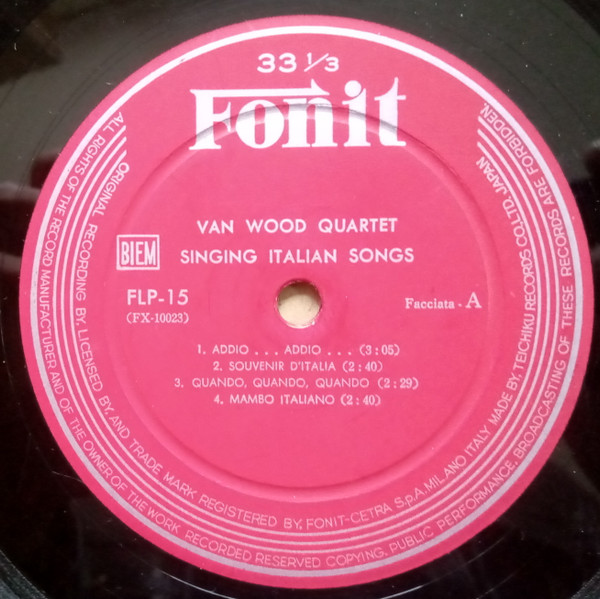 33 1/3
Fonit
VAN WOOD QUARTET
BIEM
SINGING ITALIAN SONGS
FLP-15
(FX-10023)
Facciata - A
1. ADDIO . . . ADDIO . . . (3:05)
2. SOUVENIR D'ITALIA (2:40)
3. QUANDO, QUANDO, QUANDO (2:29)
4. MAMBO ITALIANO (2:40)
ORIGINAL RECORDING BY, LICENSED BY, AND TRADE MARK REGISTERED BY, FONIT-CETRA S.p.A. MILANO ITALY MADE BY, TEICHIKU RECORDS CO.LTD, JAPAN
ALL RIGHTS OF THE RECORD MANUFACTURER AND OF THE OWNER OF THE WORK RECORDED RESERVED COPYING, PUBLIC PERFORMANCE, BROADCASTING OF THESE RECORDS ARE FORBIDDEN.